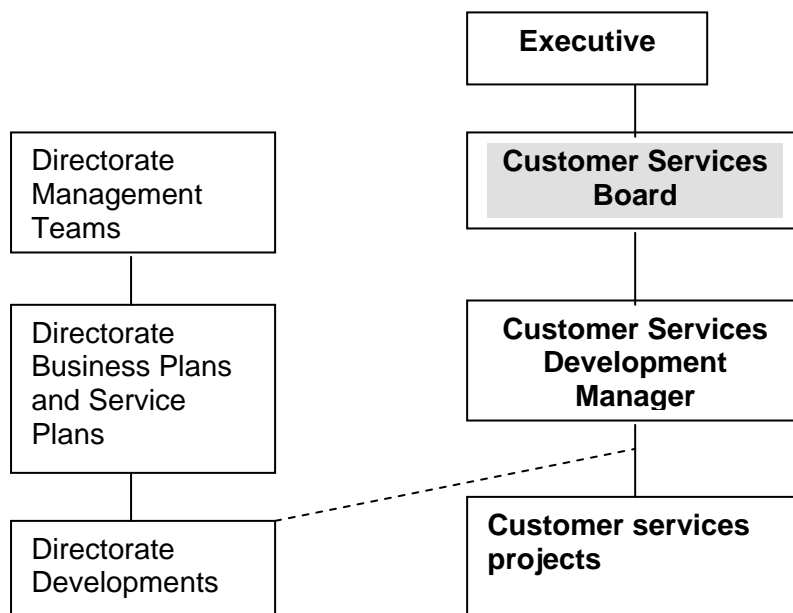 Executive
Customer Services
Board
Directorate
Management
Teams
Customer Services
Development
Manager
Directorate
Business Plans
and Service
Plans
Customer services
projects
Directorate
Developments